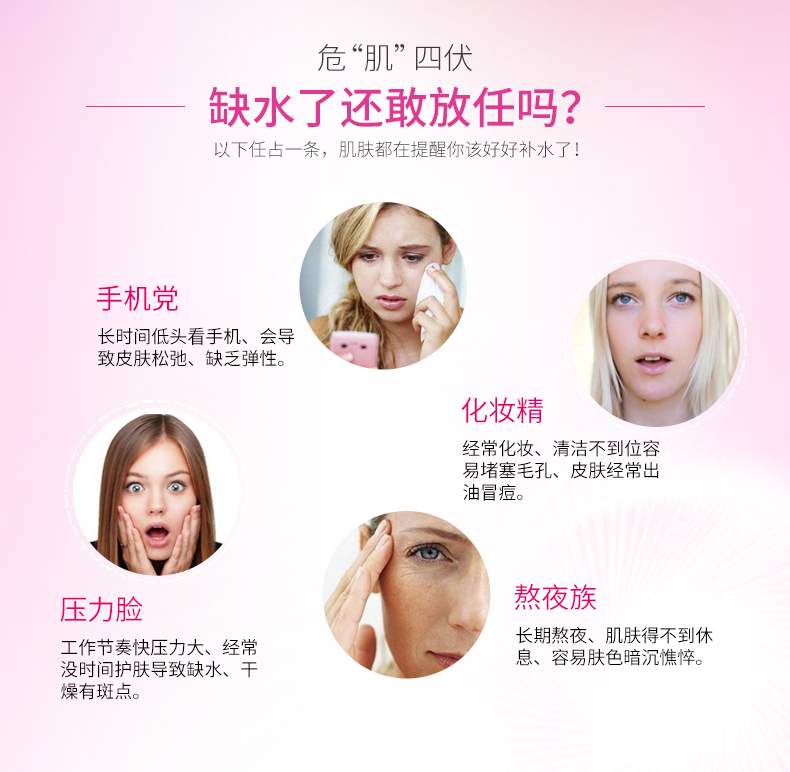 危“肌”四伏
缺水了还敢放任吗?
以下任占一条，肌肤都在提醒你该好好补水了!
手机党
长时间低头看手机、会导
致皮肤松弛、缺乏弹性。
化妆精
经常化妆、清洁不到位容
易堵塞毛孔、皮肤经常出
油冒痘。
压力脸
工作节奏快压力大、经常
没时间护肤导致缺水、干
燥有斑点。
熬夜族
长期熬夜、肌肤得不到休
息、容易肤色暗沉憔悴。